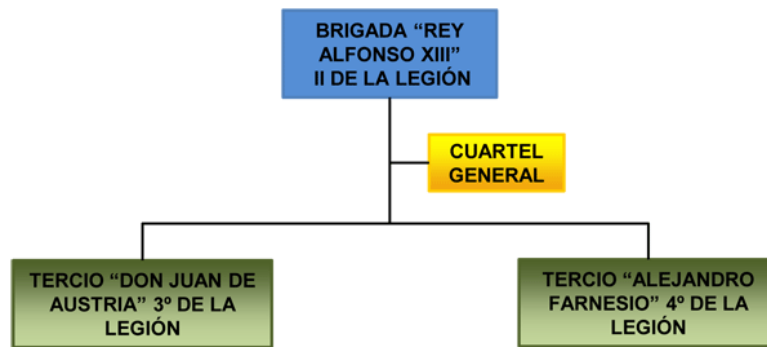 BRIGADA “REY
ALFONSO XIII”
II DE LA LEGIÓN
CUARTEL
GENERAL
TERCIO “DON JUAN DE
AUSTRIA” 3º DE LA
LEGIÓN
TERCIO “ALEJANDRO
FARNESIO” 4º DE LA
LEGIÓN